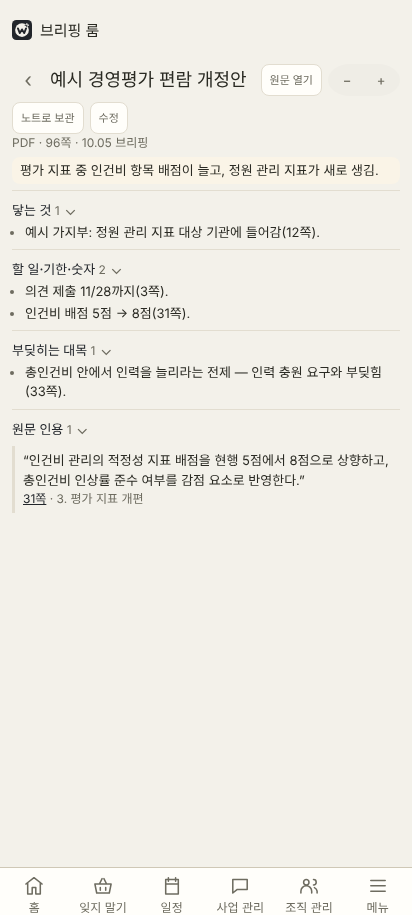 브리핑 룸
예시 경영평가 편람 개정안
원문 열기
− +
노트로 보관
수정
PDF · 96쪽 · 10.05 브리핑
평가 지표 중 인건비 항목 배점이 늘고, 정원 관리 지표가 새로 생김.
닿는 것 1
• 예시 가지부: 정원 관리 지표 대상 기관에 들어감(12쪽).
할 일·기한·숫자 2
• 의견 제출 11/28까지(3쪽).
• 인건비 배점 5점 → 8점(31쪽).
부딪히는 대목 1
• 총인건비 안에서 인력을 늘리라는 전제 — 인력 충원 요구와 부딪힘
(33쪽).
원문 인용 1
“인건비 관리의 적정성 지표 배점을 현행 5점에서 8점으로 상향하고,
총인건비 인상률 준수 여부를 감점 요소로 반영한다.”
31쪽 · 3. 평가 지표 개편
홈
잊지 말기
일정
사업 관리
조직 관리
메뉴